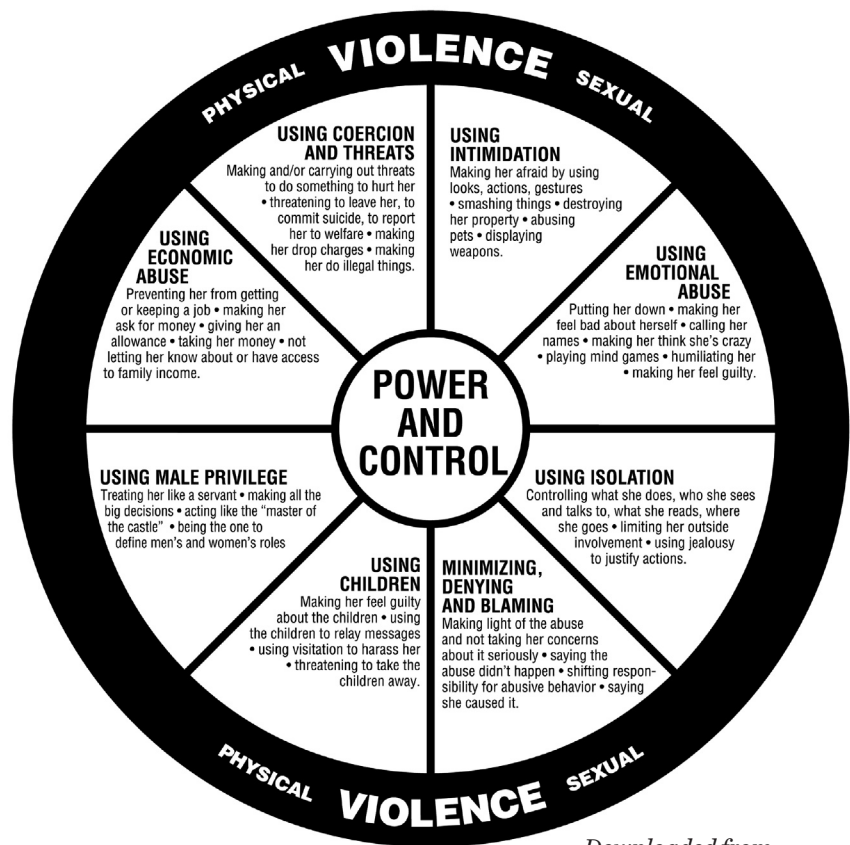 PHYSICAL VIOLENCE SEXUAL
USING COERCION
AND THREATS
Making and/or carrying out threats
to do something to hurt her
• threatening to leave her, to
commit suicide, to report
her to welfare • making
her drop charges • making
her do illegal things.
USING
INTIMIDATION
Making her afraid by using
looks, actions, gestures
• smashing things • destroying
her property • abusing
pets • displaying
weapons.
USING
EMOTIONAL
ABUSE
Putting her down • making her
feel bad about herself • calling her
names • making her think she's crazy
• playing mind games • humiliating her
• making her feel guilty.
USING ISOLATION
Controlling what she does, who she sees
and talks to, what she reads, where
she goes • limiting her outside
involvement • using jealousy
to justify actions.
MINIMIZING,
DENYING
AND BLAMING
Making light of the abuse
and not taking her concerns
about it seriously • saying the
abuse didn't happen • shifting respon-
sibility for abusive behavior • saying
she caused it.
USING
CHILDREN
Making her feel guilty
about the children • using
the children to relay messages
• using visitation to harass her
• threatening to take the
children away.
USING MALE PRIVILEGE
Treating her like a servant • making all the
big decisions • acting like the “master of
the castle” • being the one to
define men's and women's roles
USING
ECONOMIC
ABUSE
Preventing her from getting
or keeping a job • making her
ask for money • giving her an
allowance • taking her money • not
letting her know about or have access
to family income.
POWER
AND
CONTROL
PHYSICAL VIOLENCE SEXUAL
Downloaded from